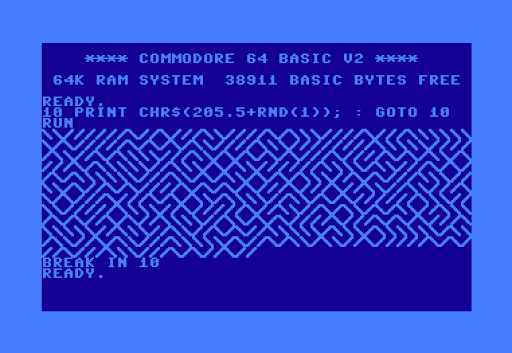 **** COMMODORE 64 BASIC V2 ****
64K RAM SYSTEM  38911 BASIC BYTES FREE
READY.
10 PRINT CHR$(205.5+RND(1)); : GOTO 10
RUN
BREAK IN 10
READY.